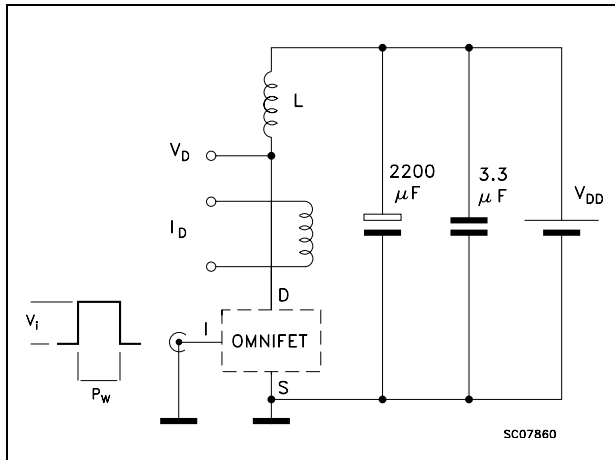 L
V_D
2200
μF
3.3
μF
V_DD
I_D
D
V_i
I
OMNIFET
P_W
S
SC07860